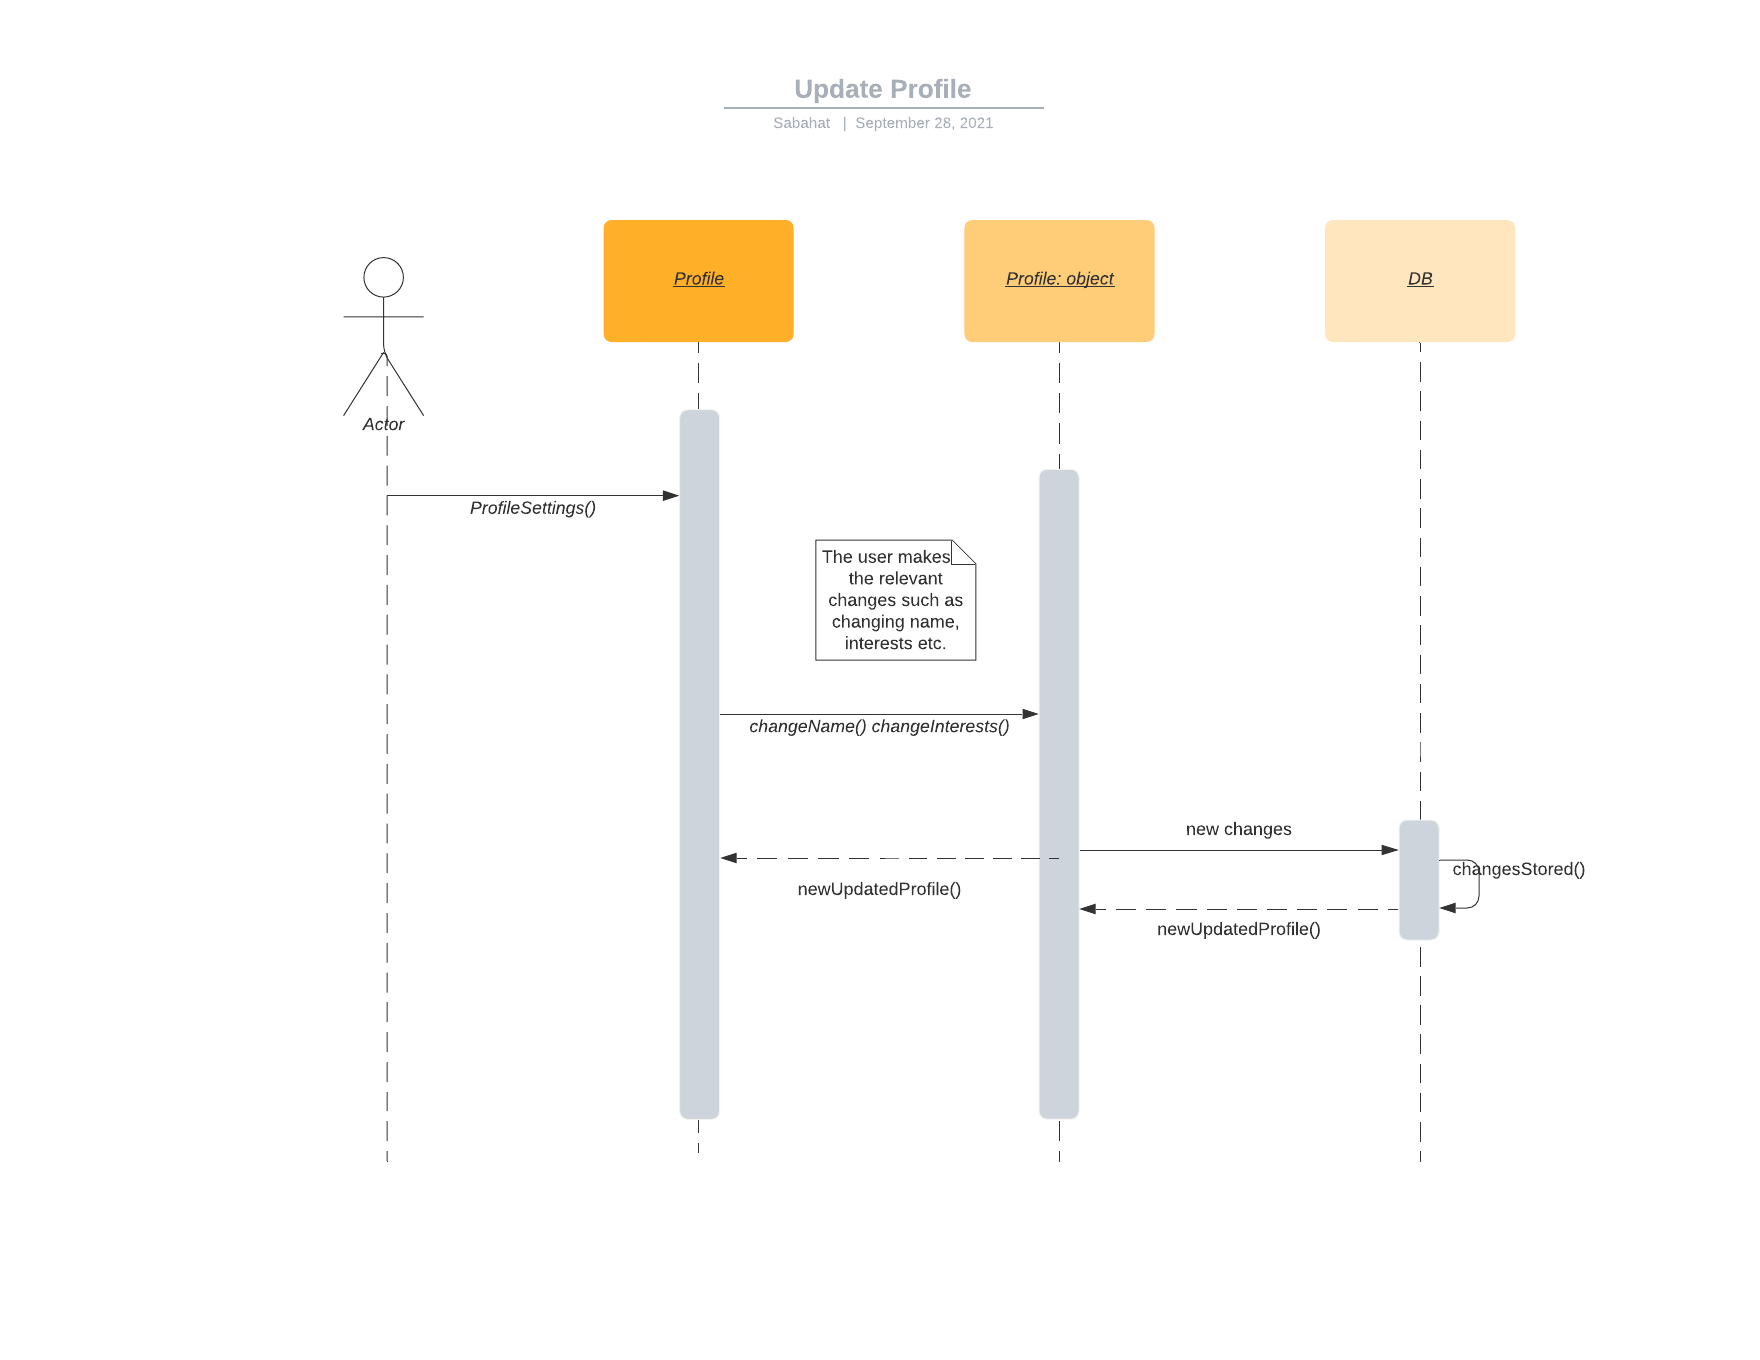 Update Profile
Sabahat | September 28, 2021
Profile
Profile: object
DB
Actor
ProfileSettings()
The user makes
the relevant
changes such as
changing name,
interests etc.
changeName() changeInterests()
new changes
changesStored()
newUpdatedProfile()
newUpdatedProfile()